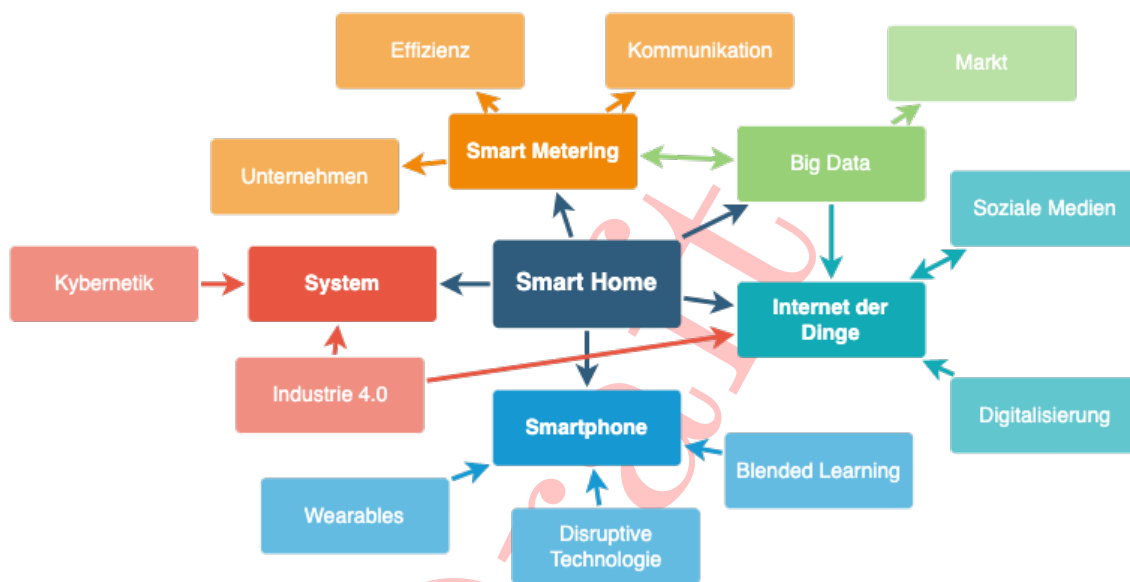 Effizienz
Kommunikation
Markt
Smart Metering
Big Data
Unternehmen
Soziale Medien
Kybernetik
System
Smart Home
Internet der
Dinge
Industrie 4.0
Smartphone
Digitalisierung
Blended Learning
Wearables
Disruptive
Technologie